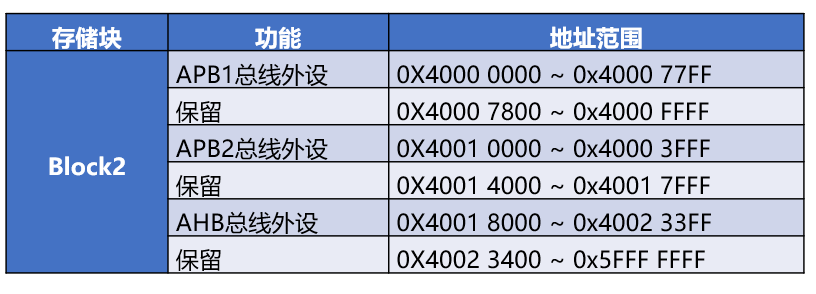 存储块 功能 地址范围
Block2
APB1总线外设 0X4000 0000 ~ 0x4000 77FF
保留 0X4000 7800 ~ 0x4000 FFFF
APB2总线外设 0X4001 0000 ~ 0x4000 3FFF
保留 0X4001 4000 ~ 0x4001 7FFF
AHB总线外设 0X4001 8000 ~ 0x4002 33FF
保留 0X4002 3400 ~ 0x5FFF FFFF